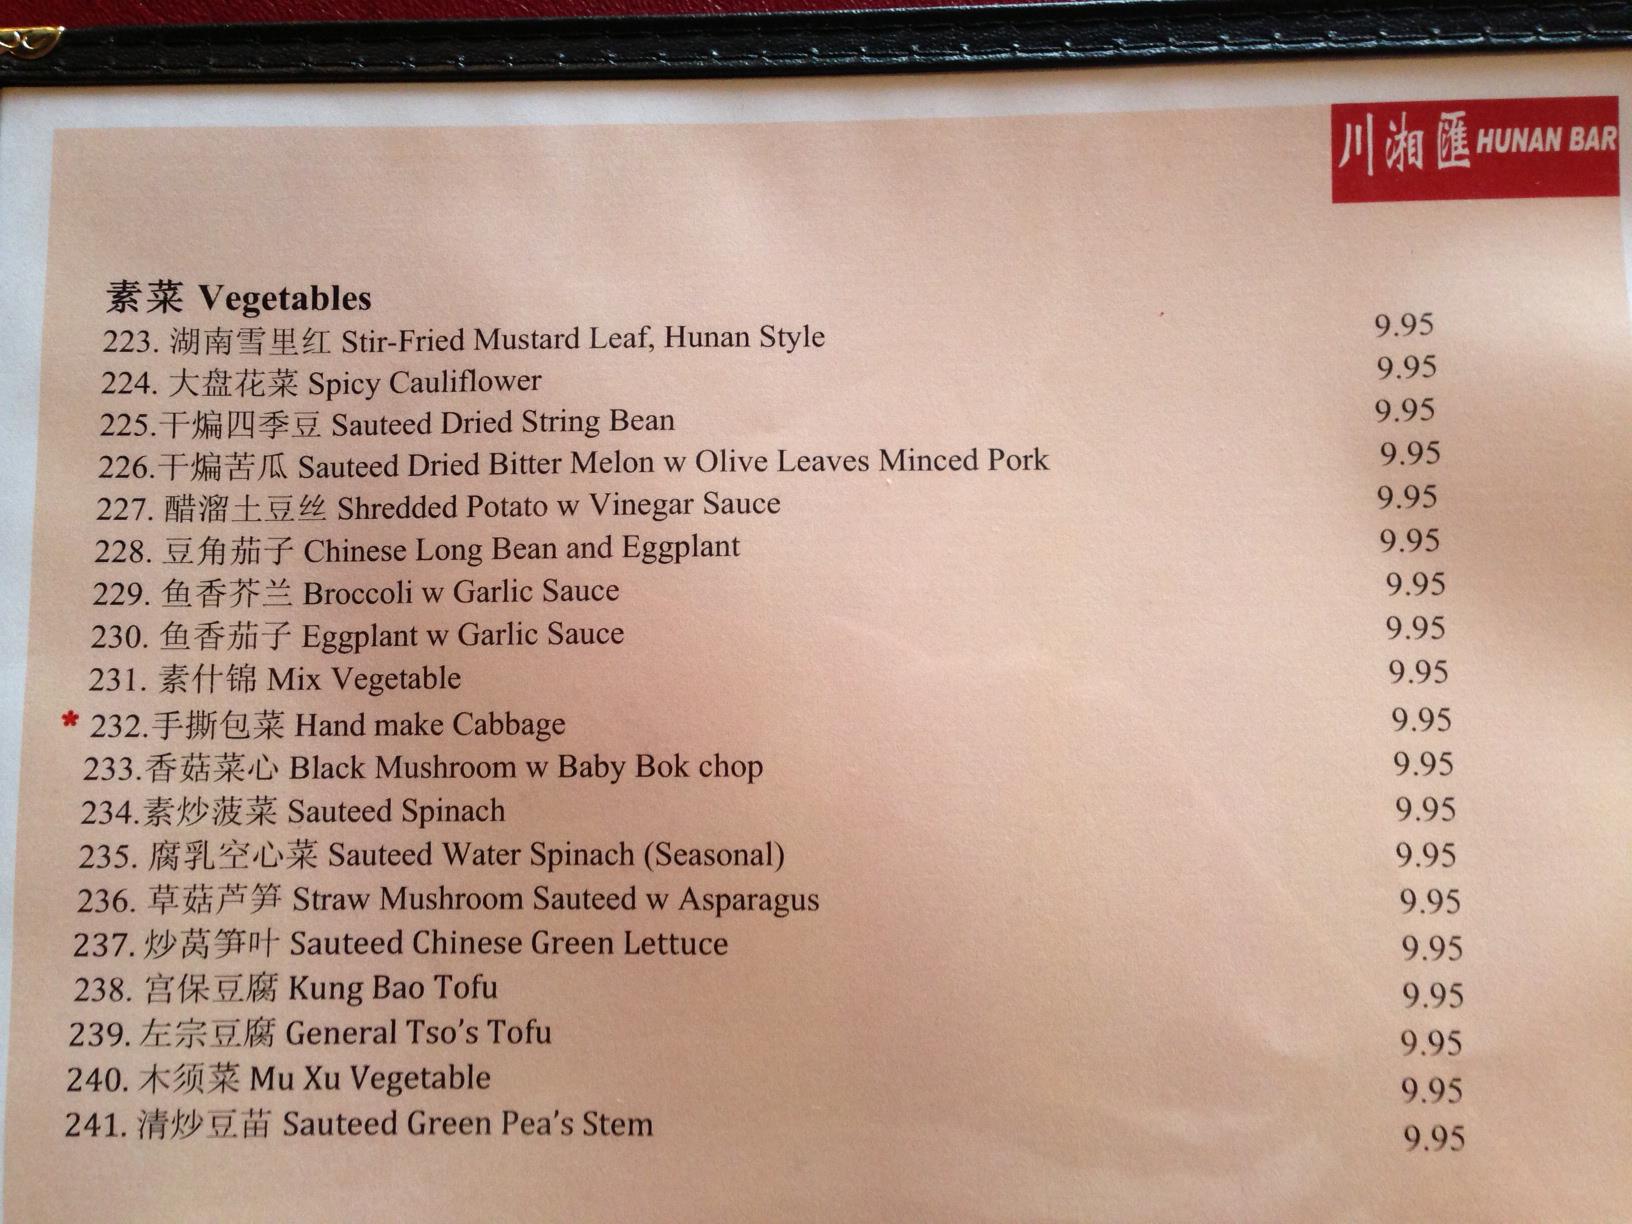 川湘匯 HUNAN BAR
素菜 Vegetables
223. 湖南雪里红 Stir-Fried Mustard Leaf, Hunan Style 9.95
224. 大盘花菜 Spicy Cauliflower 9.95
225.干煸四季豆 Sauteed Dried String Bean 9.95
226.干煸苦瓜 Sauteed Dried Bitter Melon w Olive Leaves Minced Pork 9.95
227. 醋溜土豆丝 Shredded Potato w Vinegar Sauce 9.95
228. 豆角茄子 Chinese Long Bean and Eggplant 9.95
229. 鱼香芥兰 Broccoli w Garlic Sauce 9.95
230. 鱼香茄子 Eggplant w Garlic Sauce 9.95
231. 素什锦 Mix Vegetable 9.95
* 232.手撕包菜 Hand make Cabbage 9.95
233.香菇菜心 Black Mushroom w Baby Bok chop 9.95
234.素炒菠菜 Sauteed Spinach 9.95
235. 腐乳空心菜 Sauteed Water Spinach (Seasonal) 9.95
236. 草菇芦笋 Straw Mushroom Sauteed w Asparagus 9.95
237. 炒莴笋叶 Sauteed Chinese Green Lettuce 9.95
238. 宫保豆腐 Kung Bao Tofu 9.95
239. 左宗豆腐 General Tso's Tofu 9.95
240. 木须菜 Mu Xu Vegetable 9.95
241. 清炒豆苗 Sauteed Green Pea's Stem 9.95